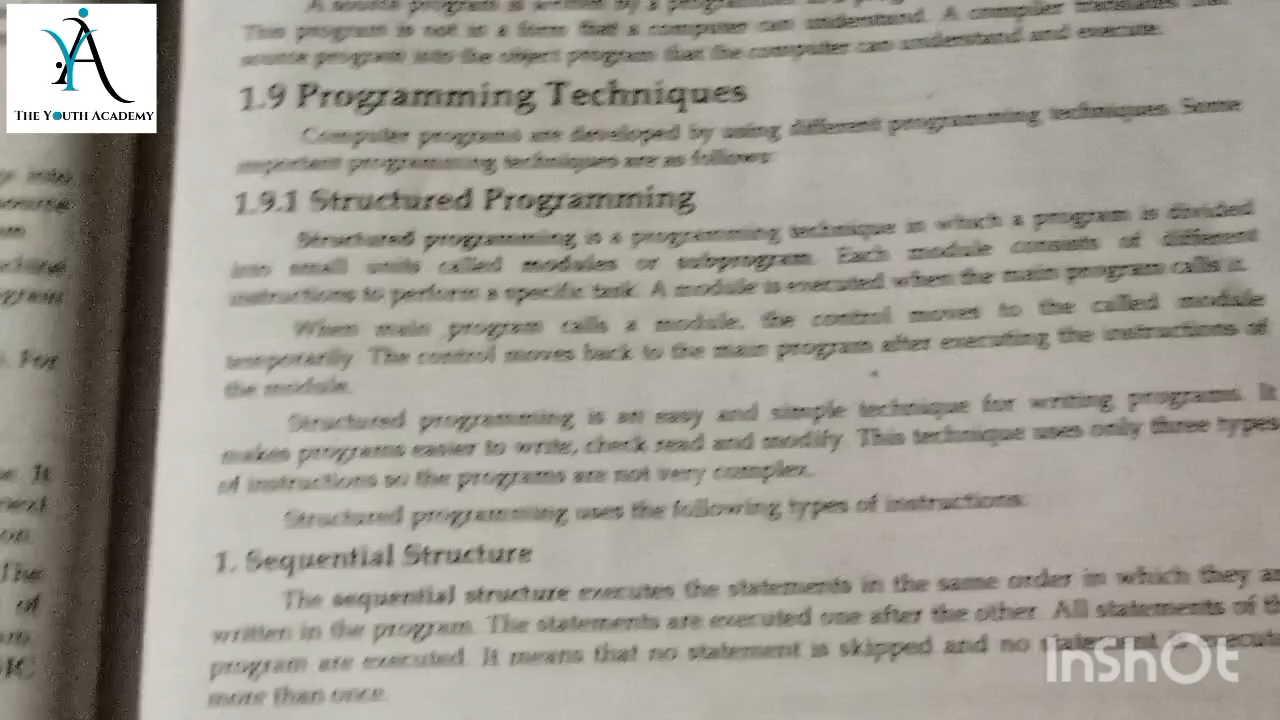 THE YOUTH ACADEMY
A source program is written by a
This program is not in a form that a computer can understand. A compiler translates
source program into the object program that the computer can understand and execute.
1.9 Programming Techniques
Computer programs are developed by using different programming techniques. Some
important programming techniques are as follows:
1.9.1 Structured Programming
Structured programming is a programming technique in which a program is divided
into small units called modules or subprogram. Each module consists of different
instructions to perform a specific task. A module is executed when the main program calls it.
When main program calls a module, the control moves to the called module
temporarily. The control moves back to the main program after executing the instructions of
the module.
Structured programming is an easy and simple technique for writing programs. It
makes programs easier to write, check read and modify. This technique uses only three types
of instructions so the programs are not very complex.
Structured programming uses the following types of instructions:
1. Sequential Structure
The sequential structure executes the statements in the same order in which they
written in the program. The statements are executed one after the other. All statements of
program are executed. It means that no statement is skipped and no statement is
more than once.
For
It
of
InShOt